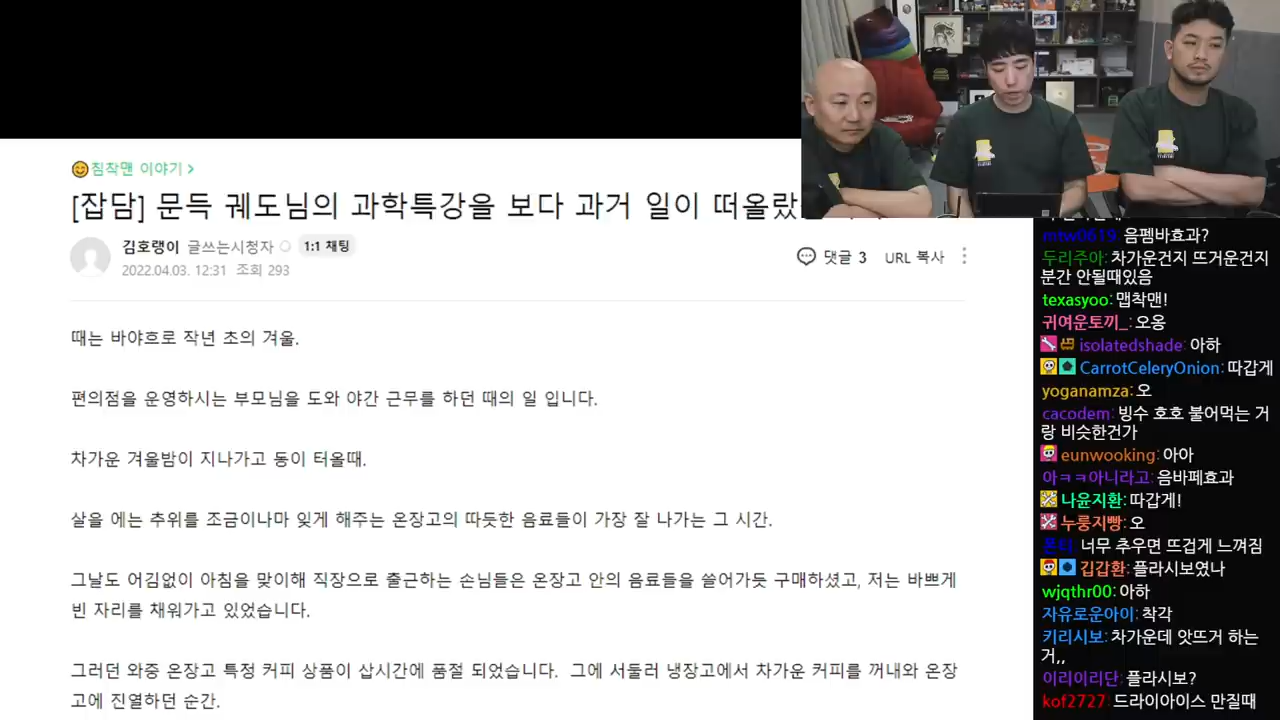 침착맨 이야기 >
[잡담] 문득 궤도님의 과학특강을 보다 과거 일이 떠올랐
김호랭이 글쓰는시청자 1:1 채팅
2022.04.03. 12:31 조회 293
댓글 3 URL 복사
때는 바야흐로 작년 초의 겨울.
편의점을 운영하시는 부모님을 도와 야간 근무를 하던 때의 일 입니다.
차가운 겨울밤이 지나가고 동이 터올때.
살을 에는 추위를 조금이나마 잊게 해주는 온장고의 따듯한 음료들이 가장 잘 나가는 그 시간.
그날도 어김없이 아침을 맞이해 직장으로 출근하는 손님들은 온장고 안의 음료들을 쓸어가듯 구매하셨고, 저는 바쁘게
빈 자리를 채워가고 있었습니다.
그러던 와중 온장고 특정 커피 상품이 삽시간에 품절 되었습니다. 그에 서둘러 냉장고에서 차가운 커피를 꺼내와 온장
고에 진열하던 순간.
mtw0619: 음펨바효과?
두리주아: 차가운건지 뜨거운건지
분간 안될때있음
texasyoo: 맵착맨!
귀여운토끼_: 오옹
isolatedshade: 아하
CarrotCeleryOnion: 따갑게
yoganamza: 오
cacodem: 빙수 호호 불어먹는 거
랑 비슷한건가
eunwooking: 아아
아ㅋㅋ아니라고: 음바페효과
나윤지환: 따갑게!
누룽지빵: 오
폰티: 너무 추우면 뜨겁게 느껴짐
김갑환: 플라시보였나
wjqthr00: 아하
자유로운아이: 착각
키리시보: 차가운데 앗뜨거 하는
거,,
이리이리단: 플라시보?
kof2727: 드라이아이스 만질때